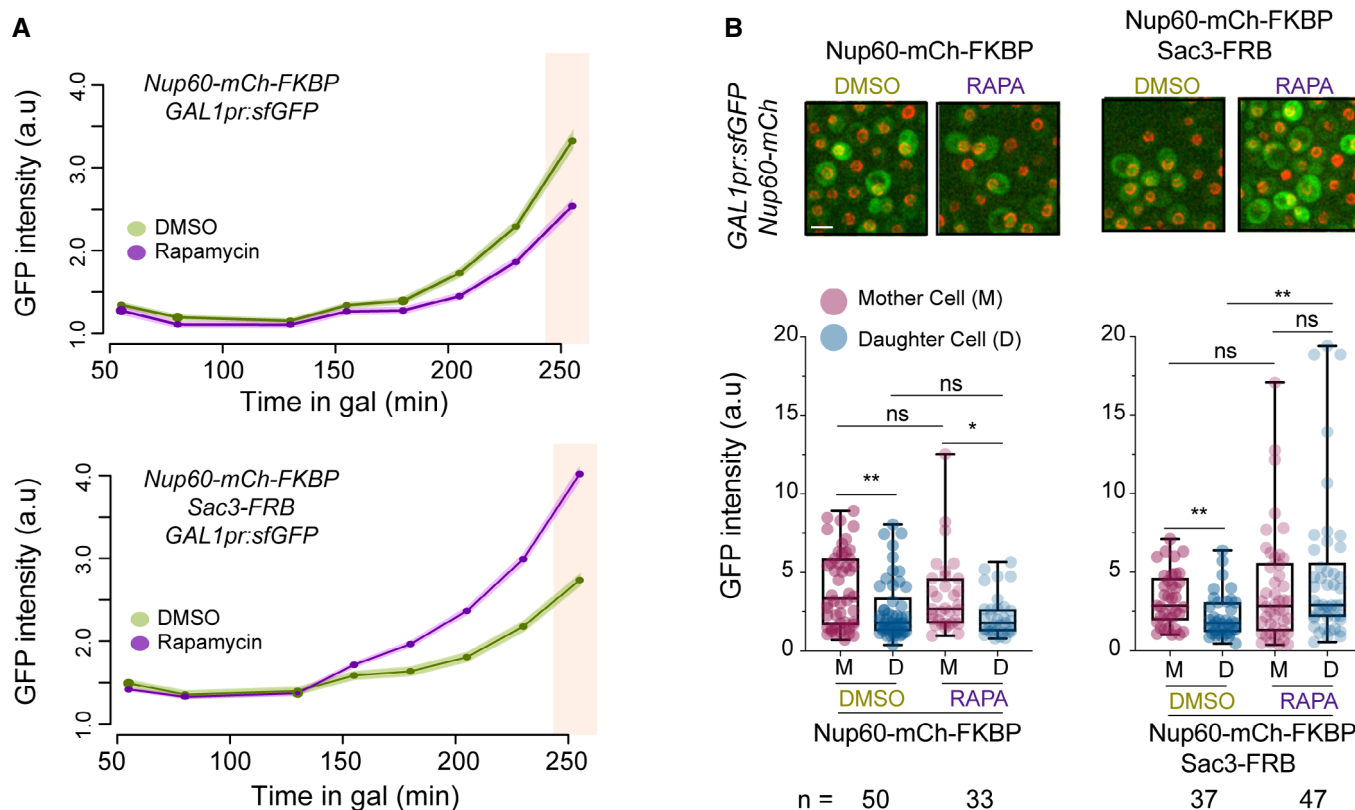 A
Nup60-mCh-FKBP
GAL1pr:sfGFP
GFP intensity (a.u)
4.0
3.0
2.0
1.0
DMSO
Rapamycin
50
100
150
200
250
Time in gal (min)
Nup60-mCh-FKBP
Sac3-FRB
GAL1pr:sfGFP
GFP intensity (a.u)
4.0
3.0
2.0
1.0
DMSO
Rapamycin
50
100
150
200
250
Time in gal (min)
B
Nup60-mCh-FKBP
Nup60-mCh-FKBP
Sac3-FRB
DMSO
RAPA
DMSO
RAPA
GAL1pr:sfGFP
Nup60-mCh
Mother Cell (M)
Daughter Cell (D)
GFP intensity (a.u)
20
15
10
5
0
ns
ns
*
**
M
D
M
D
DMSO
RAPA
Nup60-mCh-FKBP
20
15
10
5
0
**
ns
ns
**
M
D
M
D
DMSO
RAPA
Nup60-mCh-FKBP
Sac3-FRB
n = 50 33 37 47